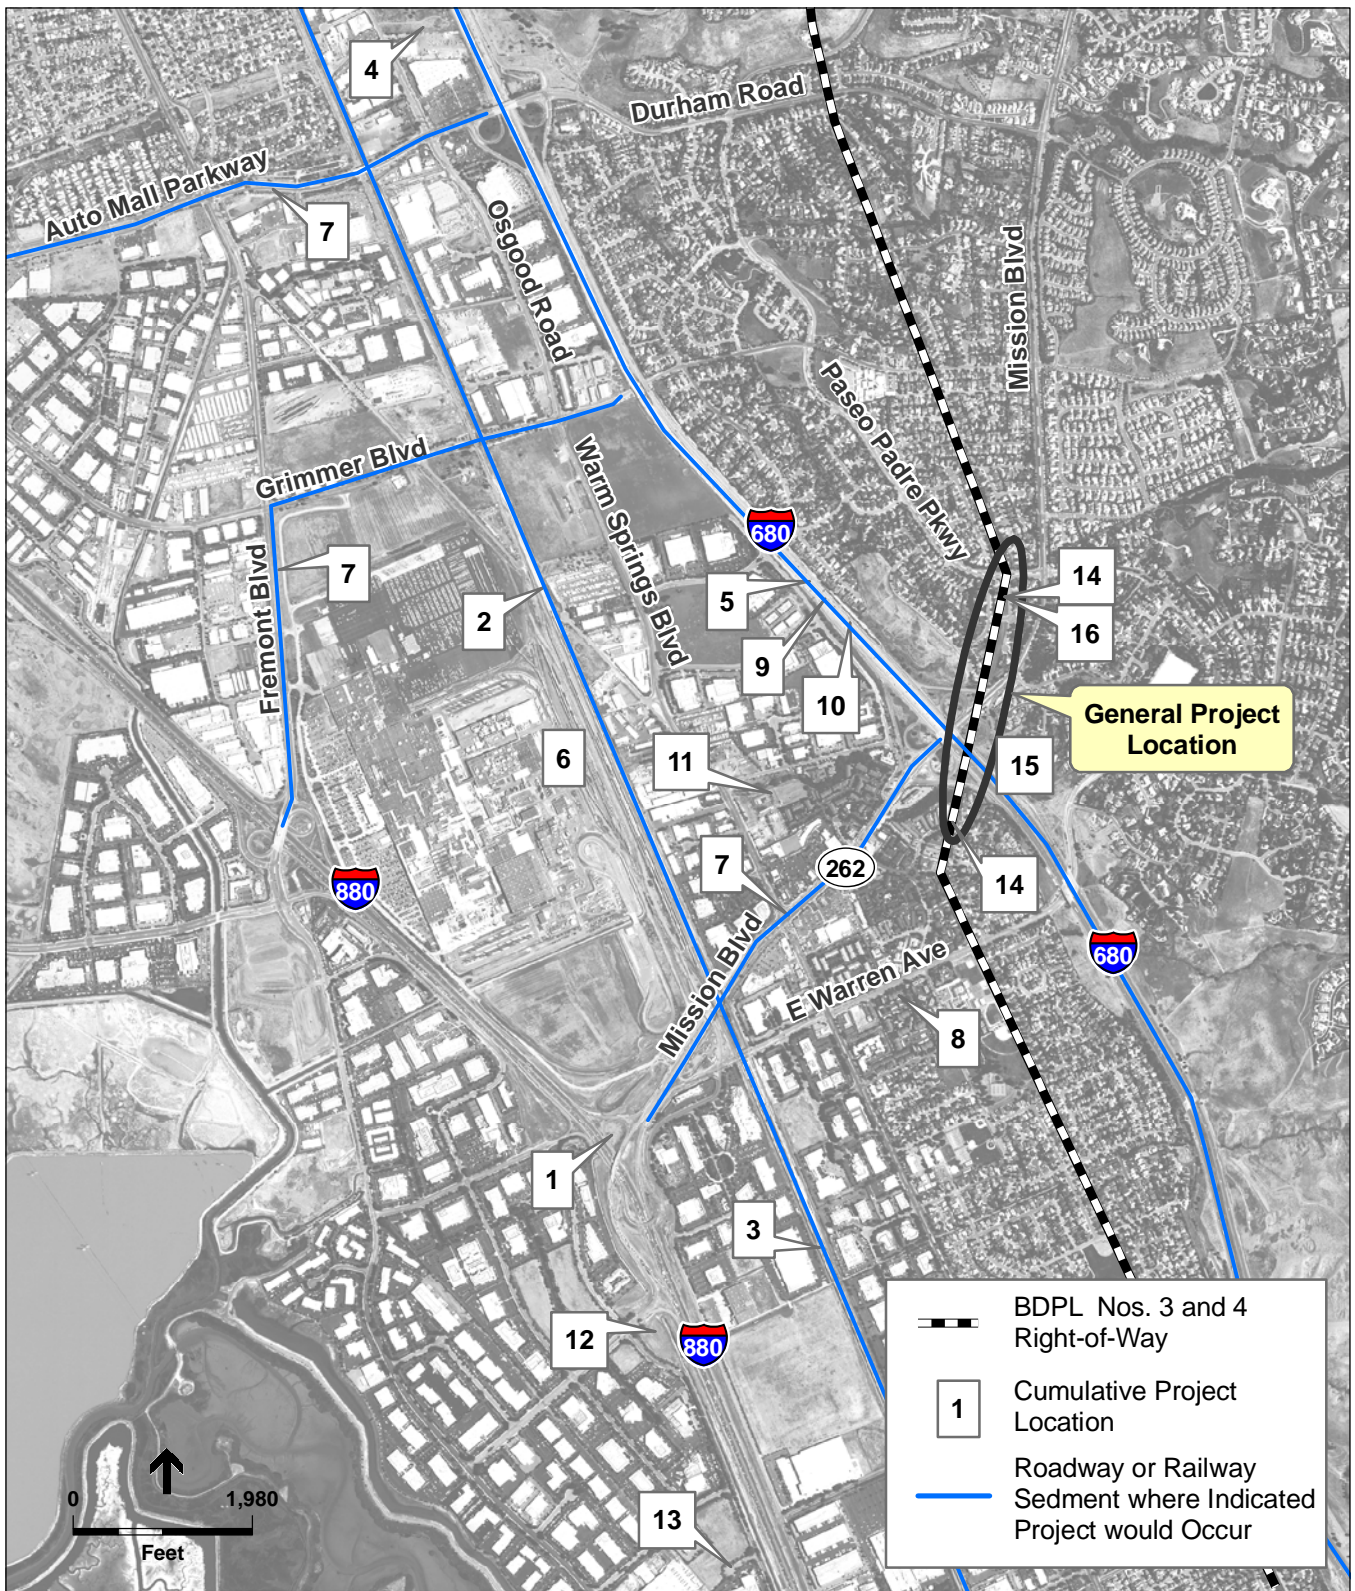 4
Durham Road
Auto Mall Parkway
7
Osgood Road
Mission Blvd
Paseo Padre Pkwy
Grimmer Blvd
Warm Springs Blvd
680
Fremont Blvd
7
2
5
14
9
16
10
General Project
Location
6
11
15
7
262
14
880
680
Mission Blvd
E Warren Ave
8
1
3
12
880
13
0
1,980
Feet
BDPL Nos. 3 and 4
Right-of-Way
1
Cumulative Project
Location
Roadway or Railway
Sedment where Indicated
Project would Occur